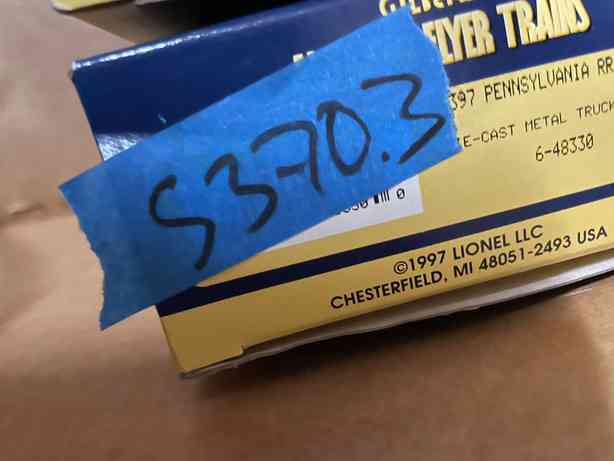 FLYER TRAINS
397 PENNSYLVANIA RR
E-CAST METAL TRUCK
6-48330
S370.3
0
©1997 LIONEL LLC
CHESTERFIELD, MI 48051-2493 USA